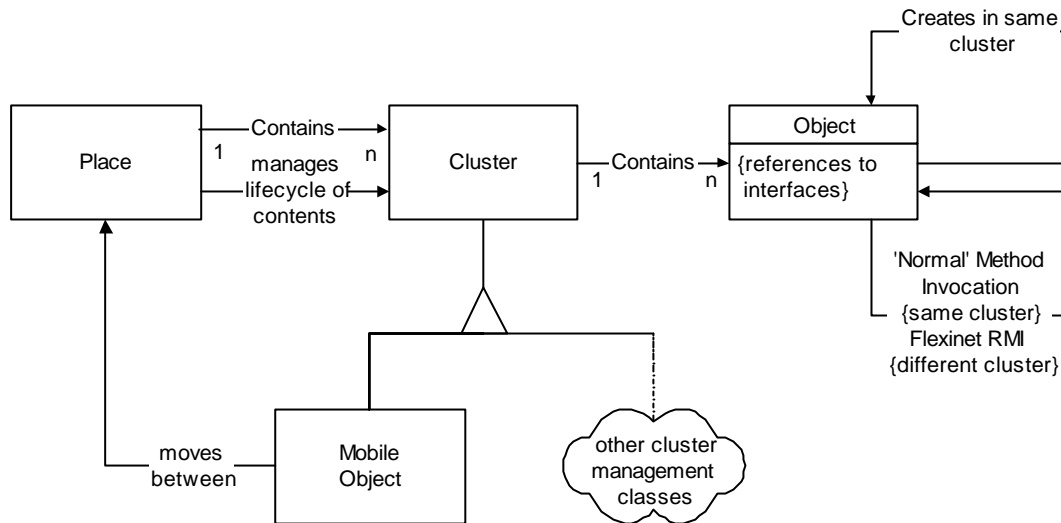 Creates in same
cluster
Place
Contains
1
n
manages
lifecycle of
contents
Cluster
Contains
1
n
Object
{references to
interfaces}
'Normal' Method
Invocation
{same cluster}
Flexinet RMI
{different cluster}
moves
between
Mobile
Object
other cluster
management
classes